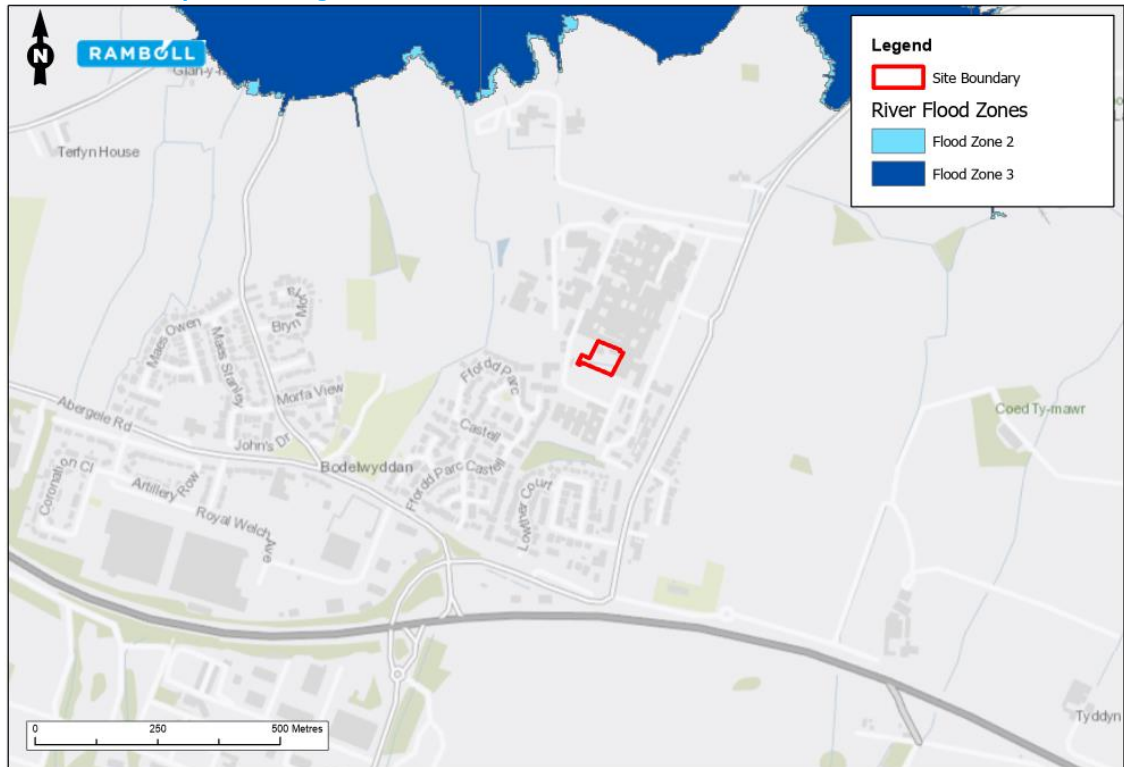 N
RAMBOLL
Legend
Site Boundary
River Flood Zones
Flood Zone 2
Flood Zone 3
Terfyn House
Maes Owen
Maes Stanley
Morfa View
Ffordd Parc
Castell
Abergele Rd
John's Dr
Bodelwyddan
Coed Ty-mawr
Coronation Cl
Artillery-Row
Royal Welch
Ave
Ffordd Parc Castell
Lowther Court
0 250 500 Metres
Tyddyn